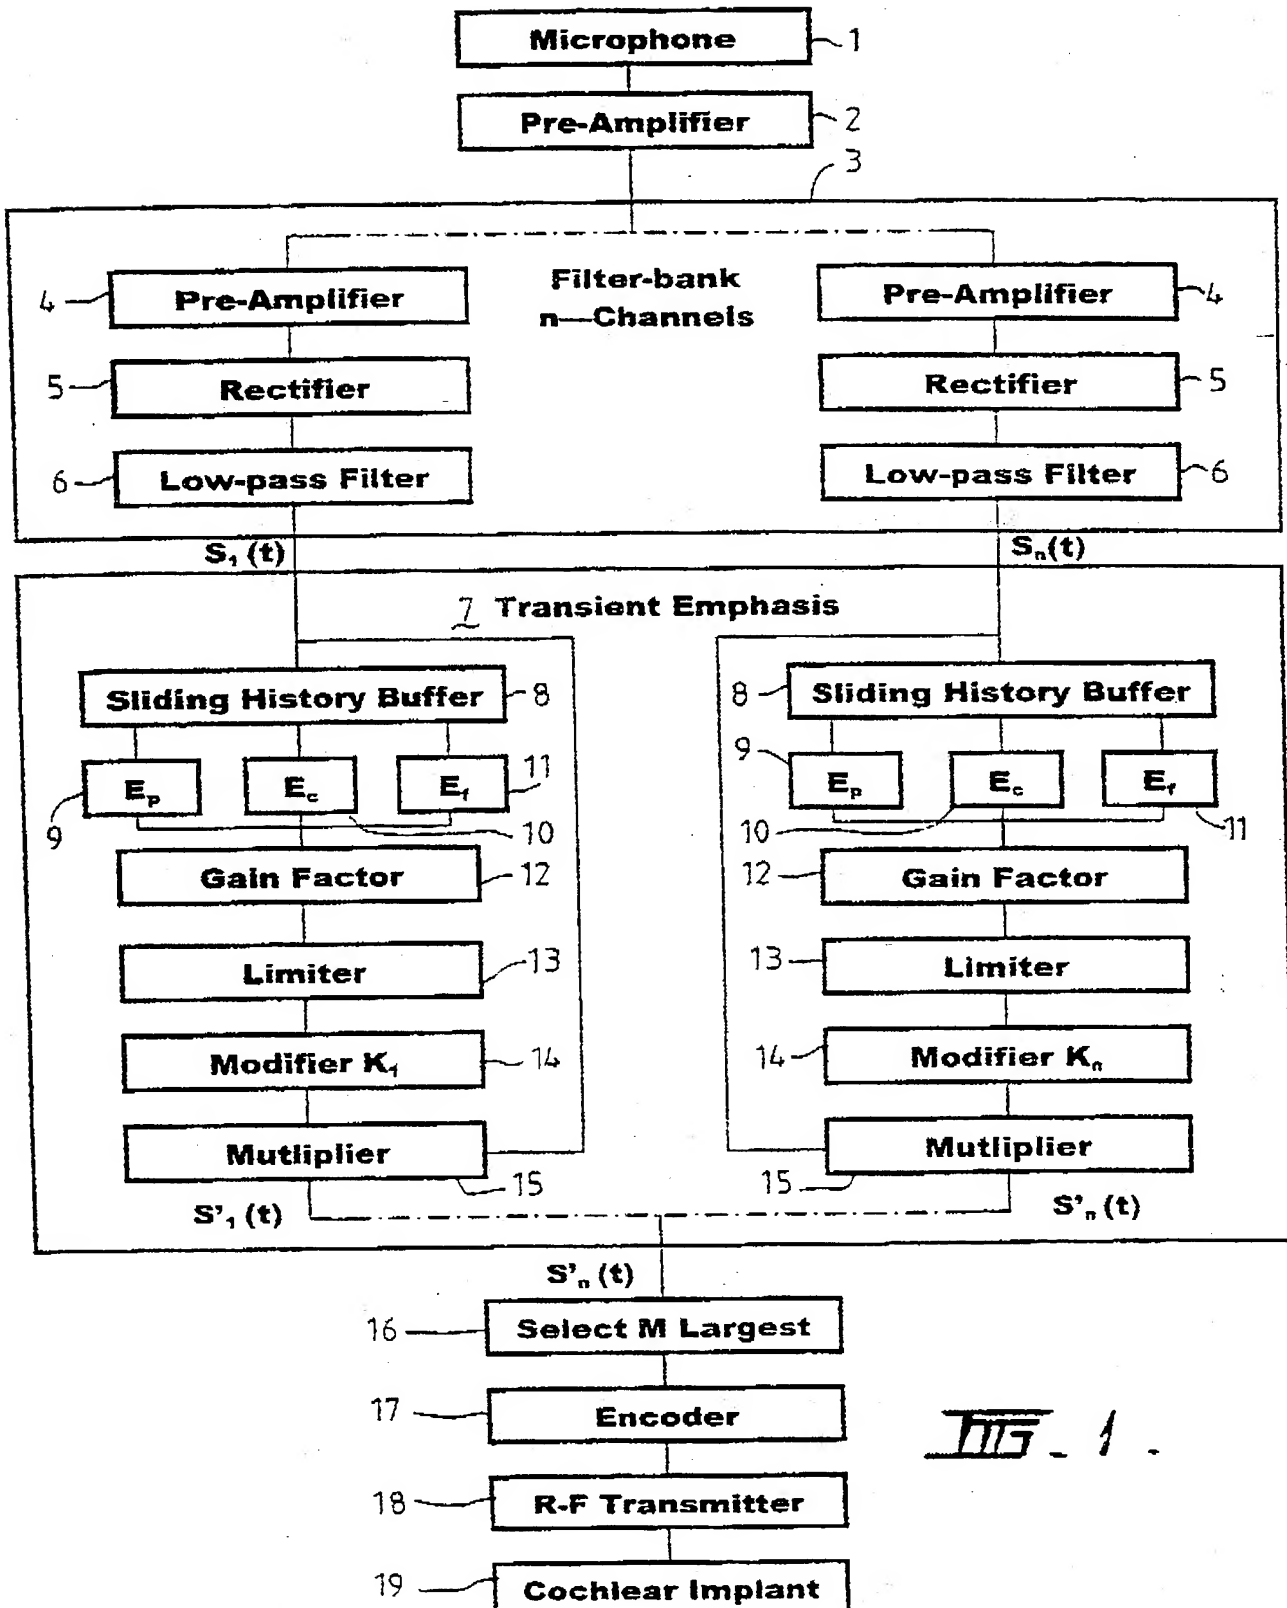 Microphone 1
Pre-Amplifier 2
3
Filter-bank
n—Channels
4 Pre-Amplifier
5 Rectifier
6 Low-pass Filter
Pre-Amplifier 4
Rectifier 5
Low-pass Filter 6
S₁(t)
Sₙ(t)
7 Transient Emphasis
Sliding History Buffer 8
9 Eₚ
E꜀ 10
E_f 11
Gain Factor 12
Limiter 13
Modifier K₁ 14
Mutliplier 15
S'₁(t)
8 Sliding History Buffer
9 Eₚ
10 E꜀
E_f 11
12 Gain Factor
13 Limiter
14 Modifier Kₙ
15 Mutliplier
S'ₙ(t)
S'ₙ(t)
16 Select M Largest
17 Encoder
18 R-F Transmitter
19 Cochlear Implant
FIG. 1.